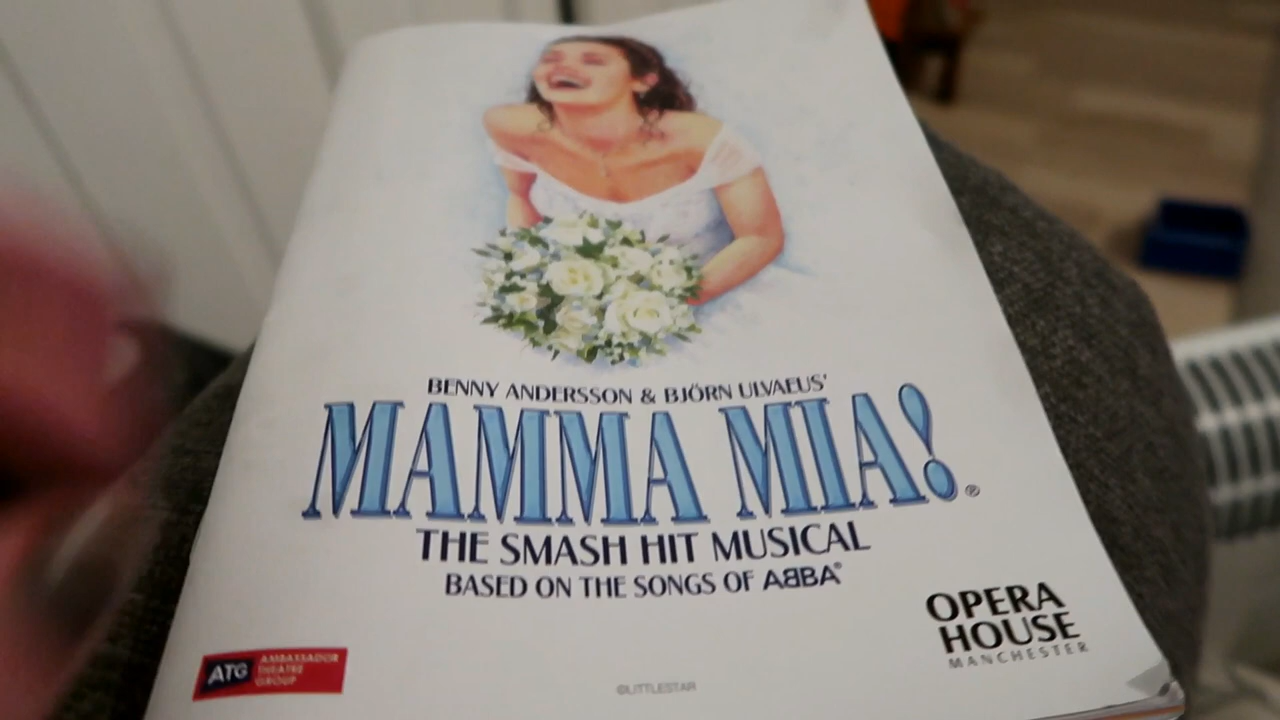 BENNY ANDERSSON & BJÖRN ULVAEUS'
MAMMA MIA!®
THE SMASH HIT MUSICAL
BASED ON THE SONGS OF ABBA®
OPERA
HOUSE
MANCHESTER
ATG
AMBASSADOR
THEATRE
GROUP
©LITTLESTAR